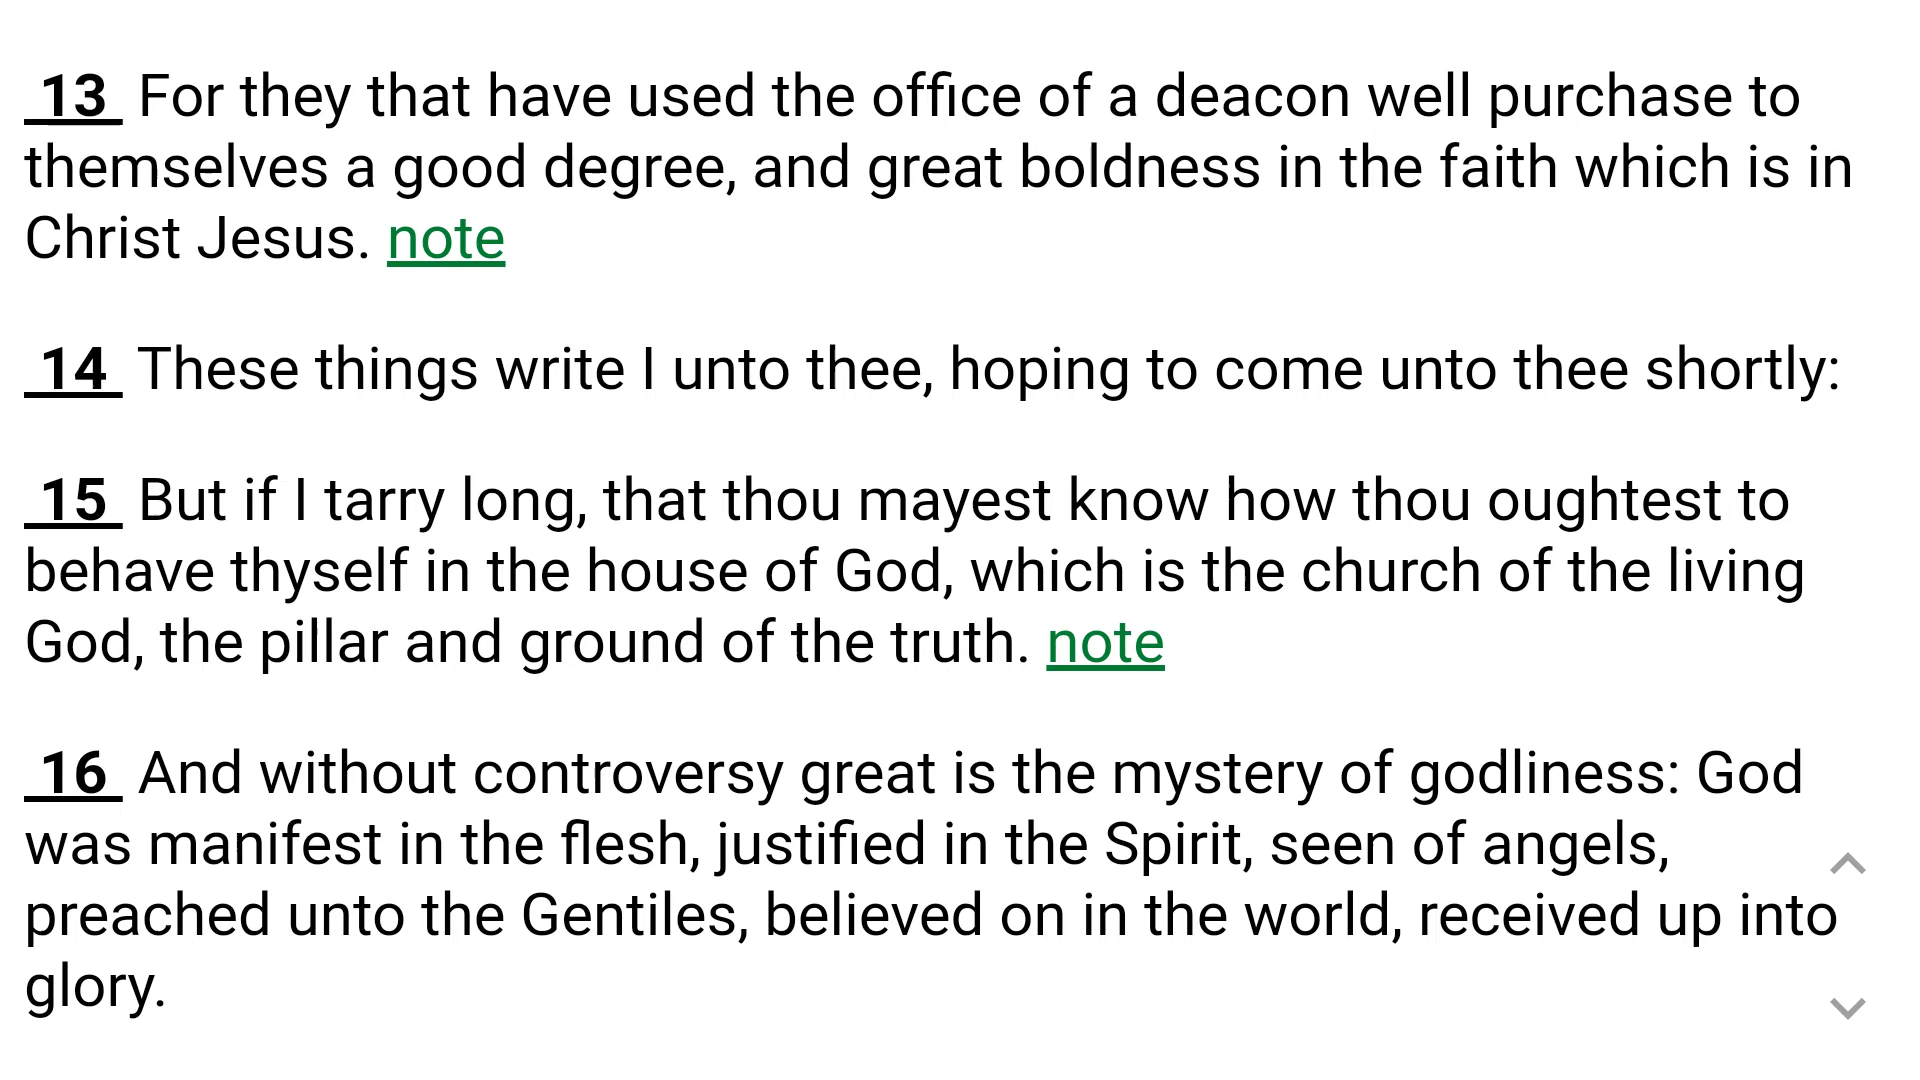 13 For they that have used the office of a deacon well purchase to
themselves a good degree, and great boldness in the faith which is in
Christ Jesus. note
14 These things write I unto thee, hoping to come unto thee shortly:
15 But if I tarry long, that thou mayest know how thou oughtest to
behave thyself in the house of God, which is the church of the living
God, the pillar and ground of the truth. note
16 And without controversy great is the mystery of godliness: God
was manifest in the flesh, justified in the Spirit, seen of angels,
preached unto the Gentiles, believed on in the world, received up into
glory.